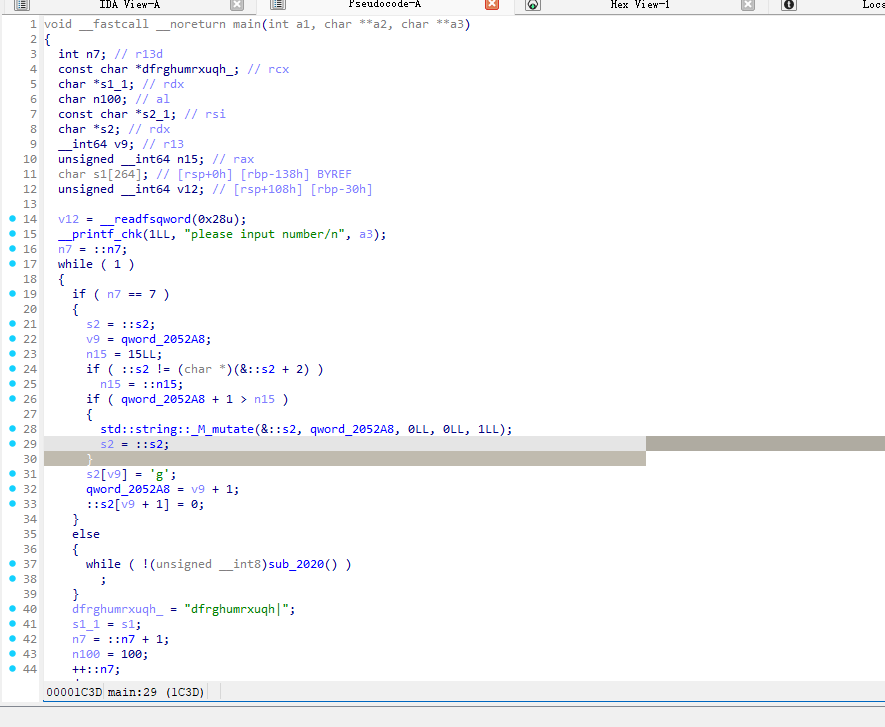 IDA View-A Pseudocode-A Hex View-1 Loca
1 void __fastcall __noreturn main(int a1, char **a2, char **a3)
2 {
3 int n7; // r13d
4 const char *dfrghumrxuqh_; // rcx
5 char *s1_1; // rdx
6 char n100; // al
7 const char *s2_1; // rsi
8 char *s2; // rdx
9 __int64 v9; // r13
10 unsigned __int64 n15; // rax
11 char s1[264]; // [rsp+0h] [rbp-138h] BYREF
12 unsigned __int64 v12; // [rsp+108h] [rbp-30h]
13
14 v12 = __readfsqword(0x28u);
15 __printf_chk(1LL, "please input number/n", a3);
16 n7 = ::n7;
17 while ( 1 )
18 {
19 if ( n7 == 7 )
20 {
21 s2 = ::s2;
22 v9 = qword_2052A8;
23 n15 = 15LL;
24 if ( ::s2 != (char *)(&::s2 + 2) )
25 n15 = ::n15;
26 if ( qword_2052A8 + 1 > n15 )
27 {
28 std::string::_M_mutate(&::s2, qword_2052A8, 0LL, 0LL, 1LL);
29 s2 = ::s2;
30 }
31 s2[v9] = 'g';
32 qword_2052A8 = v9 + 1;
33 ::s2[v9 + 1] = 0;
34 }
35 else
36 {
37 while ( !(unsigned __int8)sub_2020() )
38 ;
39 }
40 dfrghumrxuqh_ = "dfrghumrxuqh|";
41 s1_1 = s1;
42 n7 = ::n7 + 1;
43 n100 = 100;
44 ++::n7;
00001C3D main:29 (1C3D)